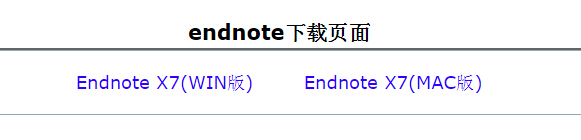 endnote下载页面
Endnote X7(WIN版) Endnote X7(MAC版)